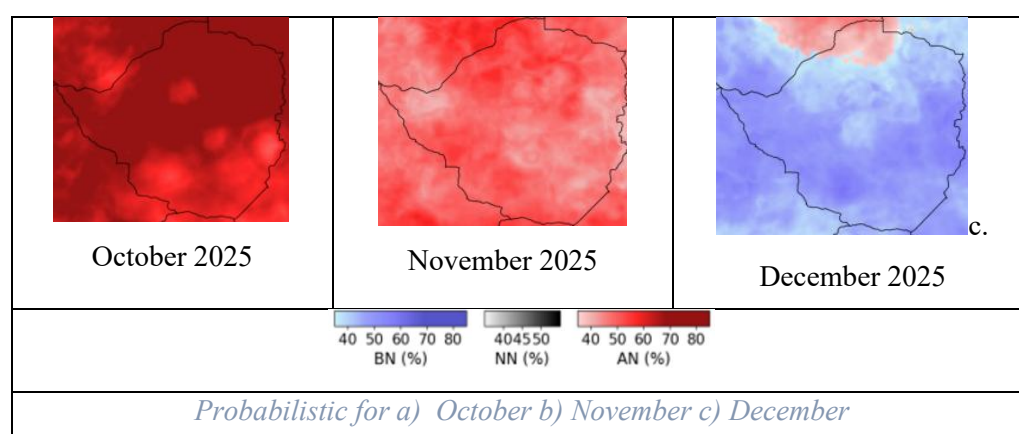 c.
October 2025
November 2025
December 2025
40 50 60 70 80
BN (%)
404550
NN (%)
40 50 60 70 80
AN (%)
Probabilistic for a) October b) November c) December